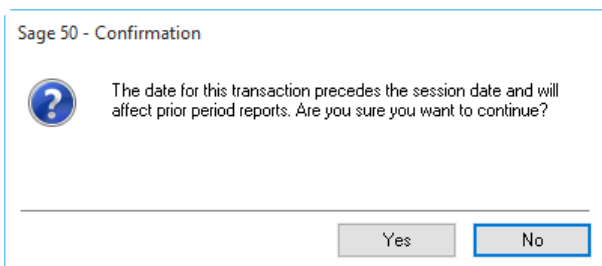 Sage 50 - Confirmation
The date for this transaction precedes the session date and will
affect prior period reports. Are you sure you want to continue?
Yes No